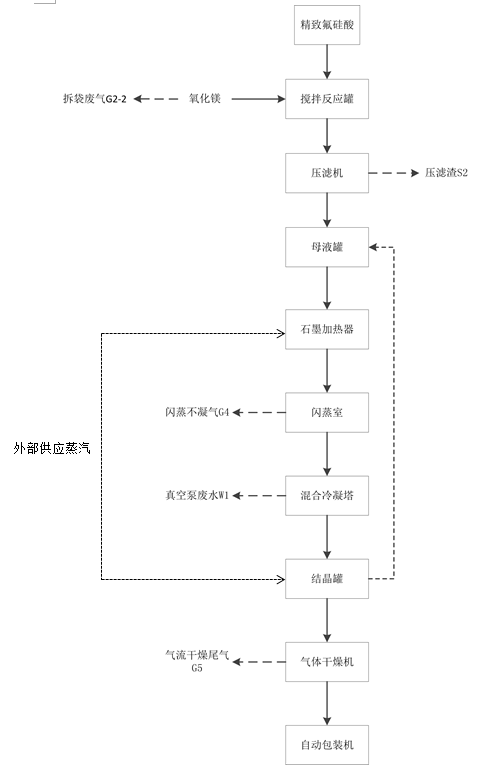 精致氟硅酸
拆袋废气G2-2
氧化镁
搅拌反应罐
压滤机
压滤渣S2
母液罐
石墨加热器
闪蒸不凝气G4
闪蒸室
外部供应蒸汽
真空泵废水W1
混合冷凝塔
结晶罐
气流干燥尾气
G5
气体干燥机
自动包装机